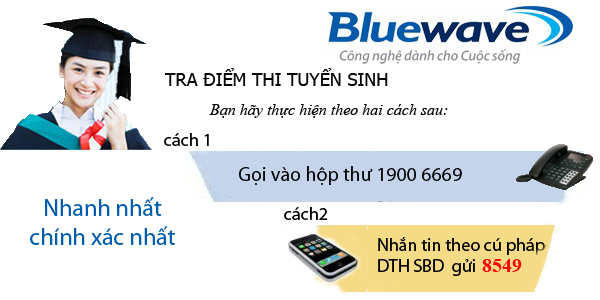 Bluewave
Công nghệ dành cho Cuộc sống
TRA ĐIỂM THI TUYỂN SINH
Bạn hãy thực hiện theo hai cách sau:
cách 1
Gọi vào hộp thư 1900 6669
Nhanh nhất
chính xác nhất
cách2
Nhắn tin theo cú pháp
DTH SBD gửi 8549